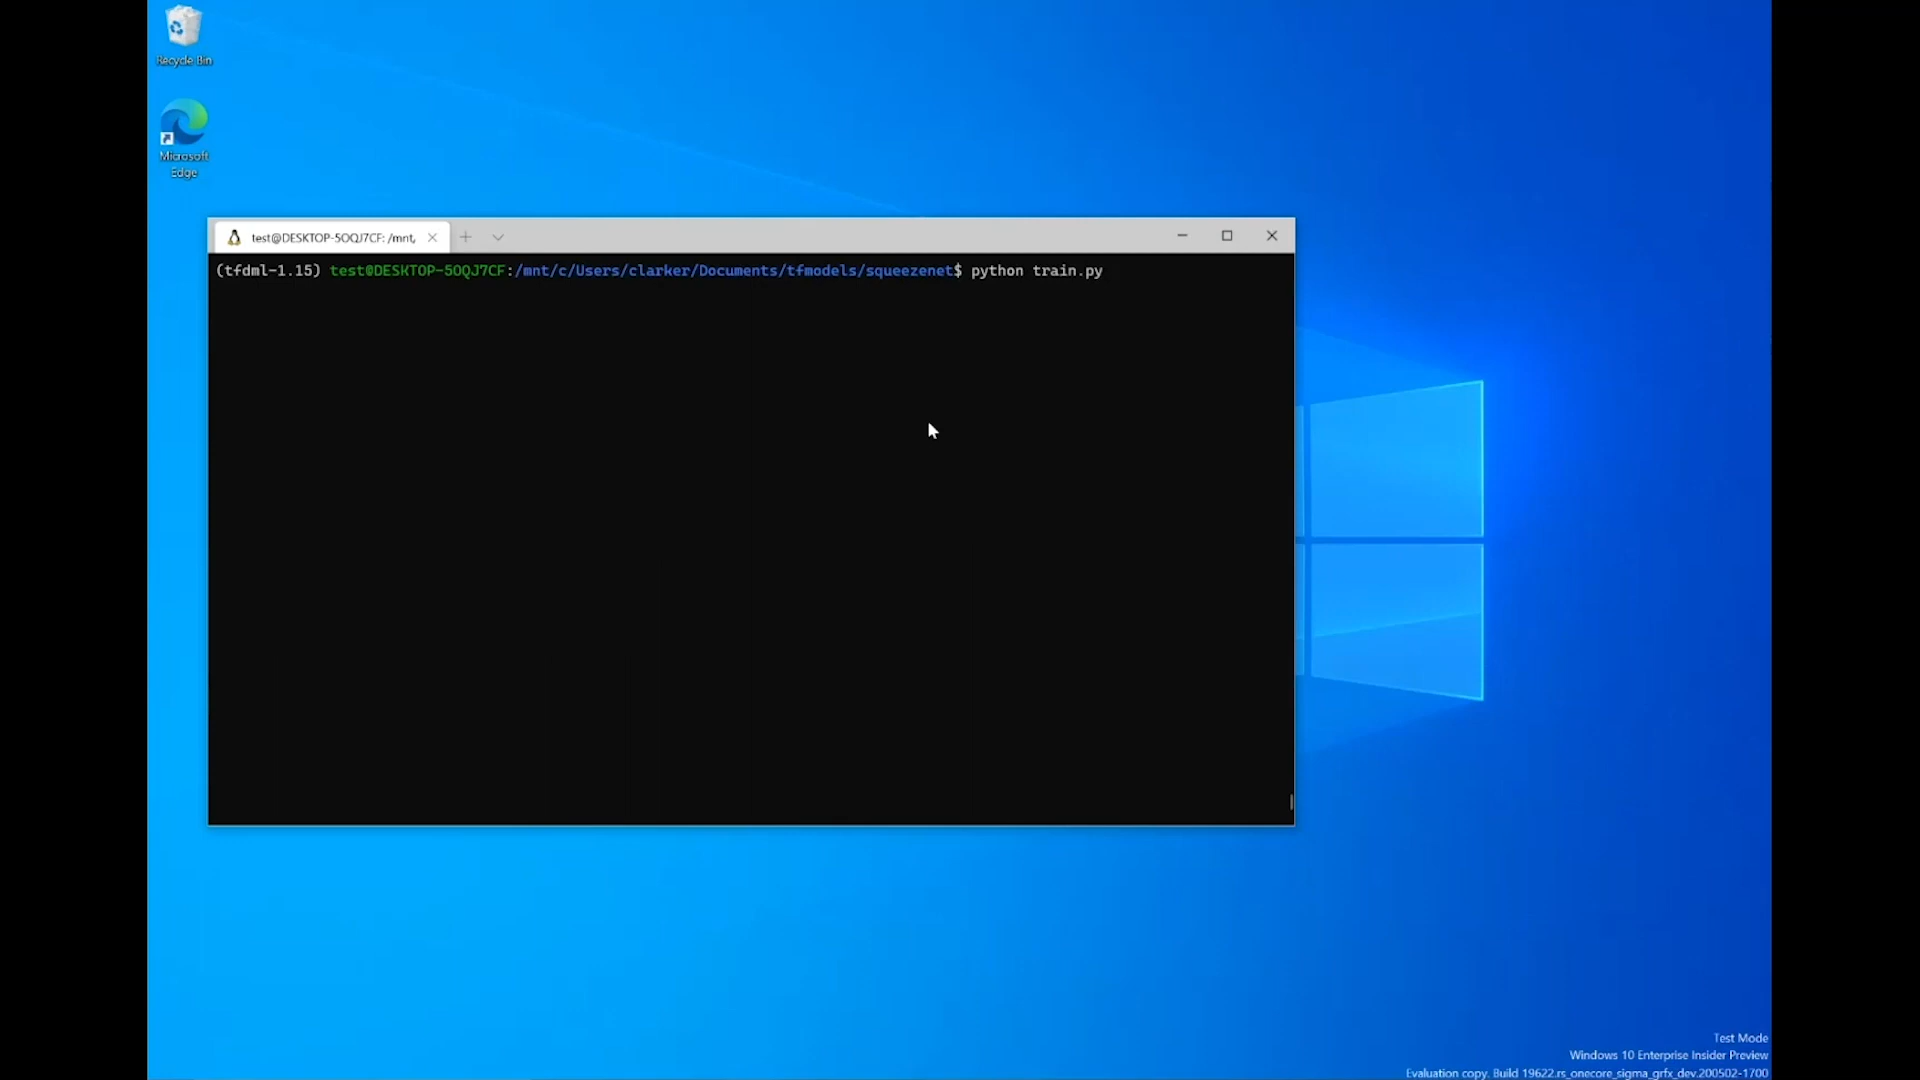 Recycle Bin
Microsoft
Edge
test@DESKTOP-5OQJ7CF: /mnt,
(tfdml-1.15) test@DESKTOP-5OQJ7CF:/mnt/c/Users/clarker/Documents/tfmodels/squeezenet$ python train.py
Test Mode
Windows 10 Enterprise Insider Preview
Evaluation copy. Build 19622.rs_onecore_sigma_grfx_dev.200502-1700